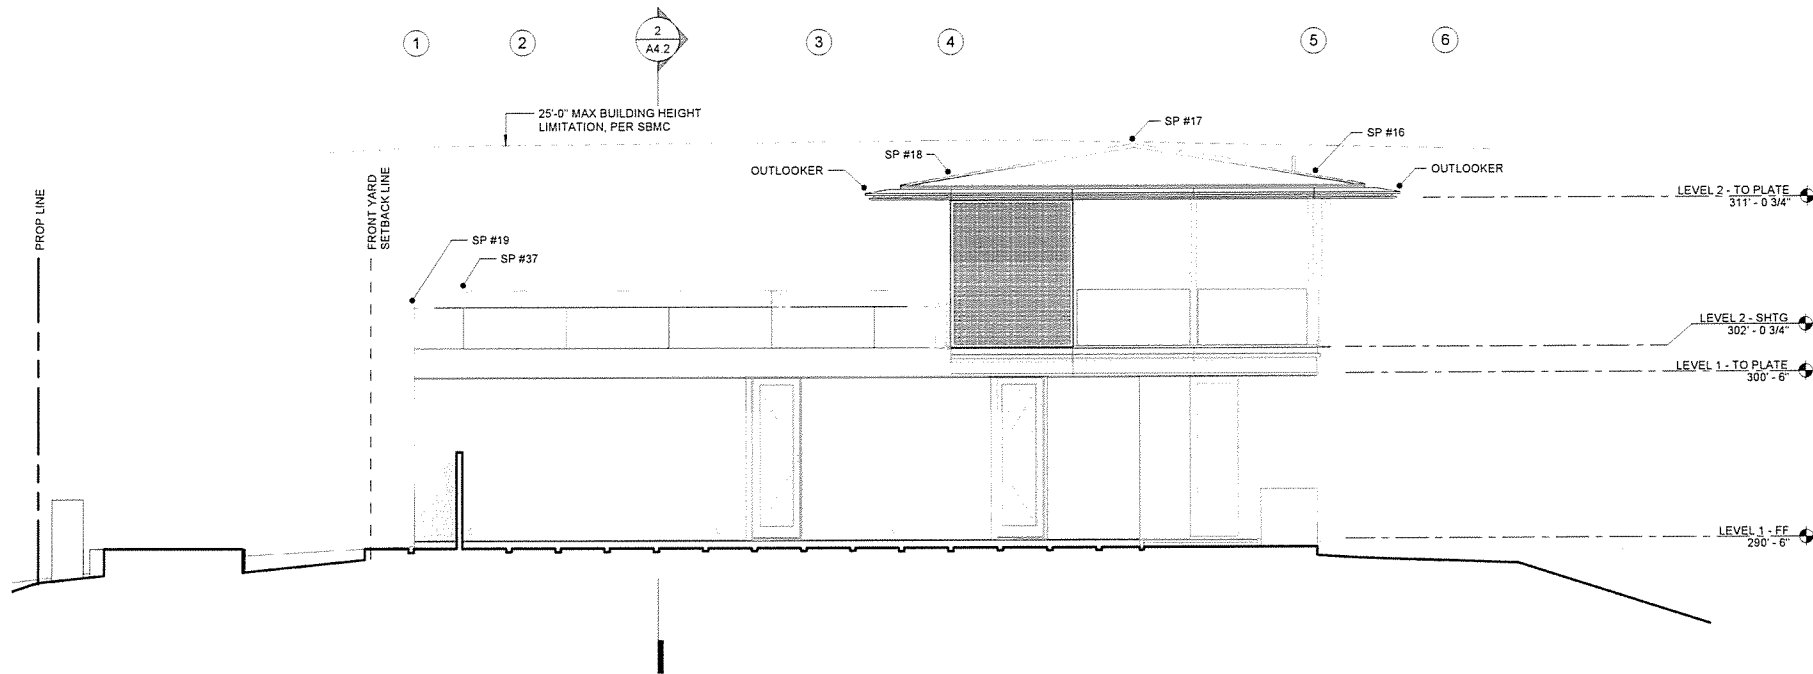 1
2
2
A4.2
3
4
5
6
25'-0" MAX BUILDING HEIGHT
LIMITATION, PER SBMC
SP #17
SP #16
SP #18
OUTLOOKER
OUTLOOKER
LEVEL 2 - TO PLATE
311' - 0 3/4"
PROP LINE
FRONT YARD
SETBACK LINE
SP #19
SP #37
LEVEL 2 - SHTG
302' - 0 3/4"
LEVEL 1 - TO PLATE
300' - 6"
LEVEL 1 - FF
290' - 6"